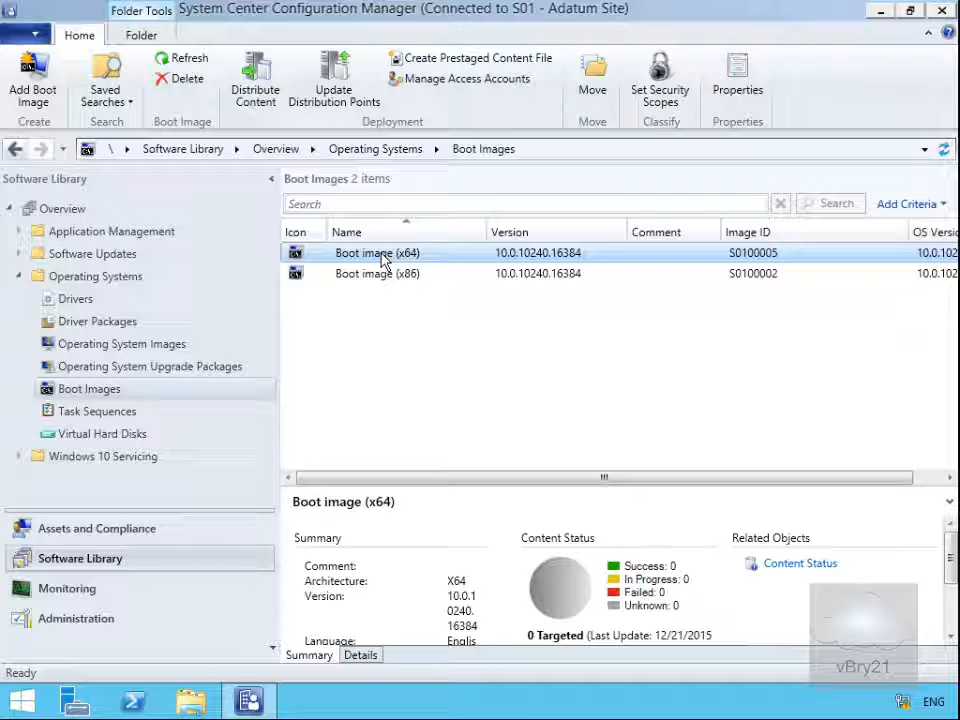 Folder Tools
System Center Configuration Manager (Connected to S01 - Adatum Site)
Home
Folder
Add Boot Image
Create
Saved Searches
Search
Refresh
Delete
Boot Image
Distribute Content
Update Distribution Points
Create Prestaged Content File
Manage Access Accounts
Deployment
Move
Move
Set Security Scopes
Classify
Properties
Properties
\ Software Library Overview Operating Systems Boot Images
Software Library
Overview
Application Management
Software Updates
Operating Systems
Drivers
Driver Packages
Operating System Images
Operating System Upgrade Packages
Boot Images
Task Sequences
Virtual Hard Disks
Windows 10 Servicing
Assets and Compliance
Software Library
Monitoring
Administration
Boot Images 2 items
Search
Search
Add Criteria
Icon Name Version Comment Image ID OS Versio
Boot image (x64) 10.0.10240.16384 S0100005 10.0.102
Boot image (x86) 10.0.10240.16384 S0100002 10.0.102
Boot image (x64)
Summary
Comment:
Architecture: X64
Version: 10.0.1
0240.
16384
Language: Englis
Content Status
Success: 0
In Progress: 0
Failed: 0
Unknown: 0
0 Targeted (Last Update: 12/21/2015
Related Objects
Content Status
vBry21
Summary Details
Ready
ENG